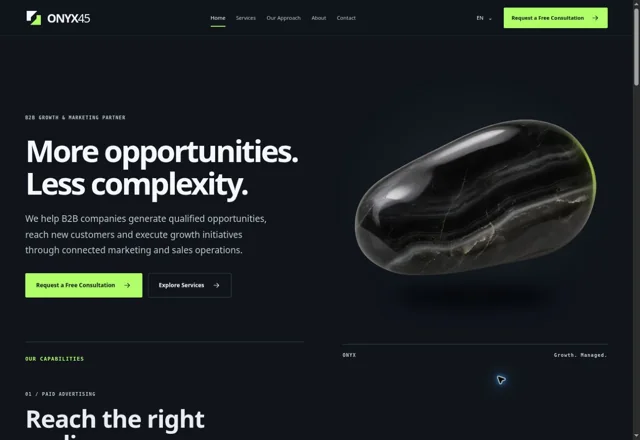 ONYX45
Home Services Our Approach About Contact
EN
Request a Free Consultation
B2B GROWTH & MARKETING PARTNER
More opportunities.
Less complexity.
We help B2B companies generate qualified opportunities,
reach new customers and execute growth initiatives
through connected marketing and sales operations.
Request a Free Consultation
Explore Services
ONYX
Growth. Managed.
OUR CAPABILITIES
01 / PAID ADVERTISING
Reach the right